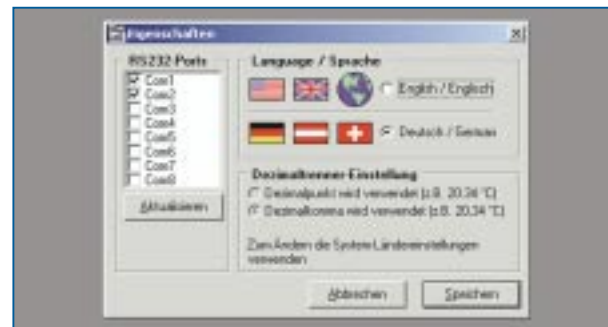 Eigenschaften
RS232 Ports
Com1
Com2
Com3
Com4
Com5
Com6
Com7
Com8
Aktualisieren
Language / Sprache
English / Englisch
Deutsch / German
Dezimaltrenner-Einstellung
Dezimalpunkt wird verwendet (z.B. 20.34 °C)
Dezimalkomma wird verwendet (z.B. 20.34 °C)
Zum Ändern die System-Ländereinstellungen
verwenden
Abbrechen
Speichern